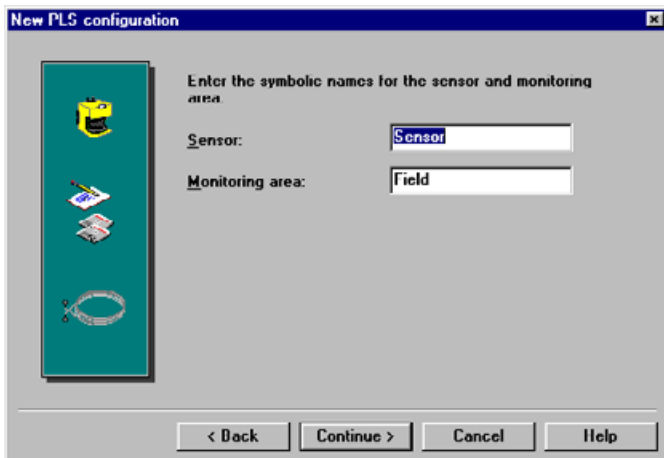 New PLS configuration
Enter the symbolic names for the sensor and monitoring
area.
Sensor: Sensor
Monitoring area: Field
< Back Continue > Cancel Help